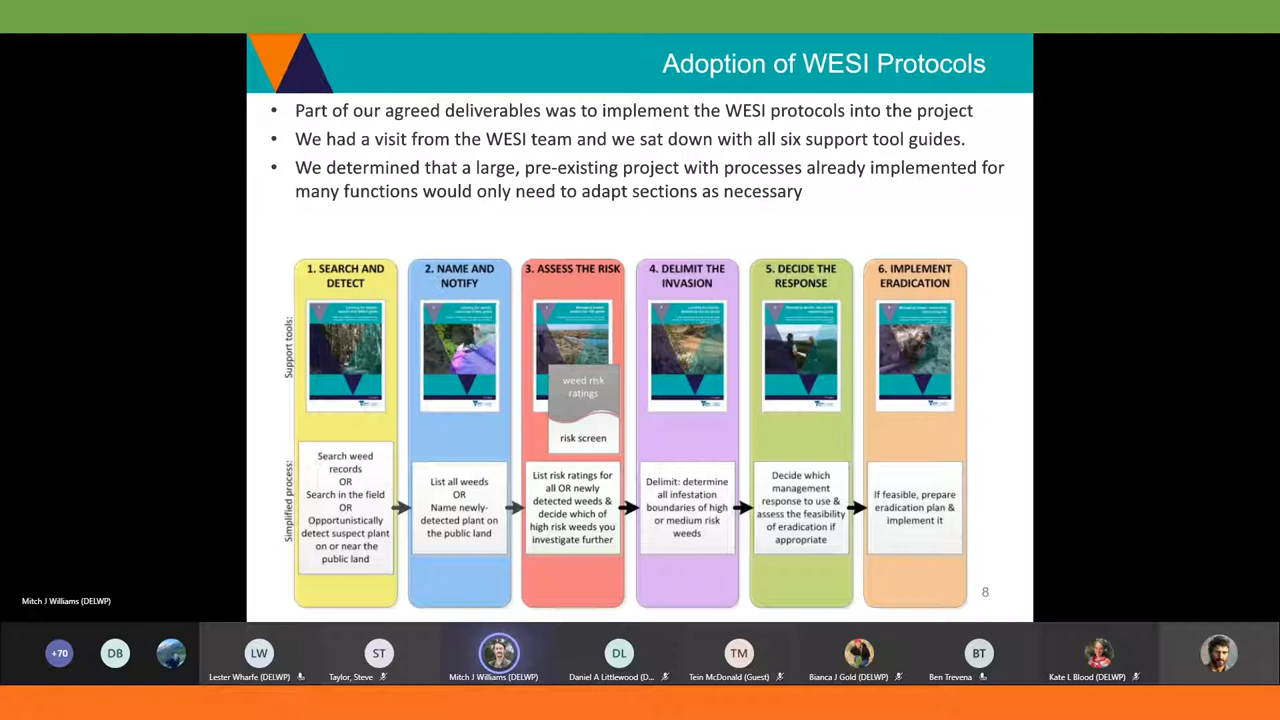 Adoption of WESI Protocols
• Part of our agreed deliverables was to implement the WESI protocols into the project
• We had a visit from the WESI team and we sat down with all six support tool guides.
• We determined that a large, pre-existing project with processes already implemented for
many functions would only need to adapt sections as necessary
Support tools:
Simplified process:
1. SEARCH AND
DETECT
Search weed
records
OR
Search in the field
OR
Opportunistically
detect suspect plant
on or near the
public land
2. NAME AND
NOTIFY
List all weeds
OR
Name newly-
detected plant on
the public land
3. ASSESS THE RISK
weed risk
ratings
risk screen
List risk ratings for
all OR newly
detected weeds &
decide which of
high risk weeds you
investigate further
4. DELIMIT THE
INVASION
Delimit: determine
all infestation
boundaries of high
or medium risk
weeds
5. DECIDE THE
RESPONSE
Decide which
management
response to use &
assess the feasibility
of eradication if
appropriate
6. IMPLEMENT
ERADICATION
If feasible, prepare
eradication plan &
implement it
8
Mitch J Williams (DELWP)
+70
DB
LW
Lester Wharfe (DELWP)
ST
Taylor, Steve
Mitch J Williams (DELWP)
DL
Daniel A Littlewood (D...
TM
Tein McDonald (Guest)
Bianca J Gold (DELWP)
BT
Ben Trevena
Kate L Blood (DELWP)